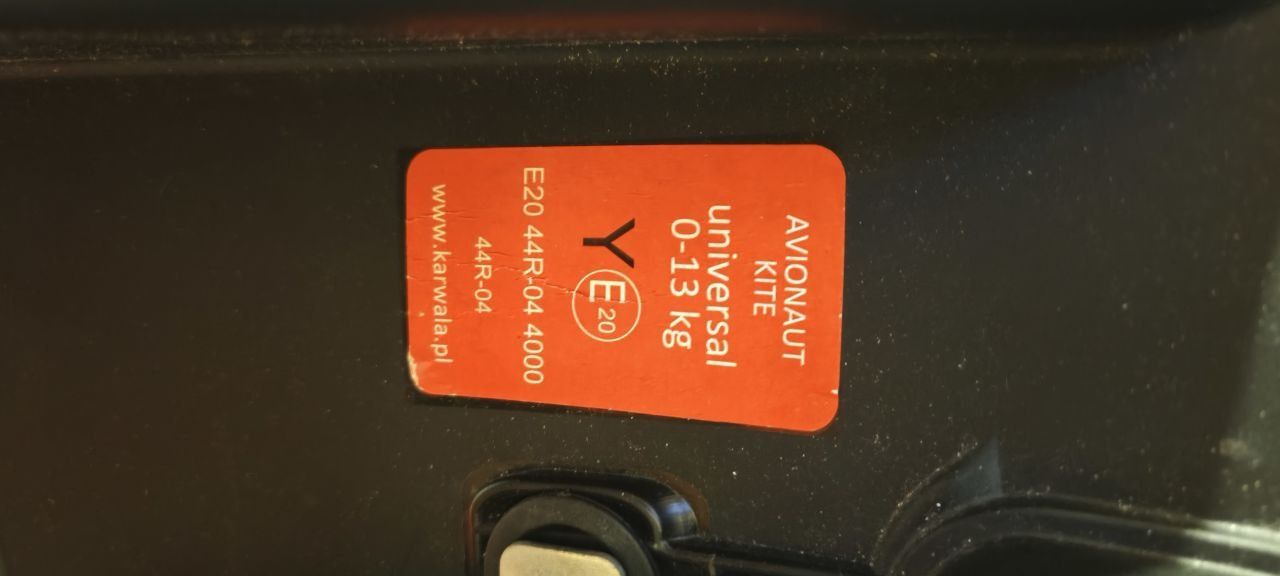 AVIONAUT
KITE
universal
0-13 kg
Y E 20
E20 44R-04 4000
44R-04
www.karwala.pl